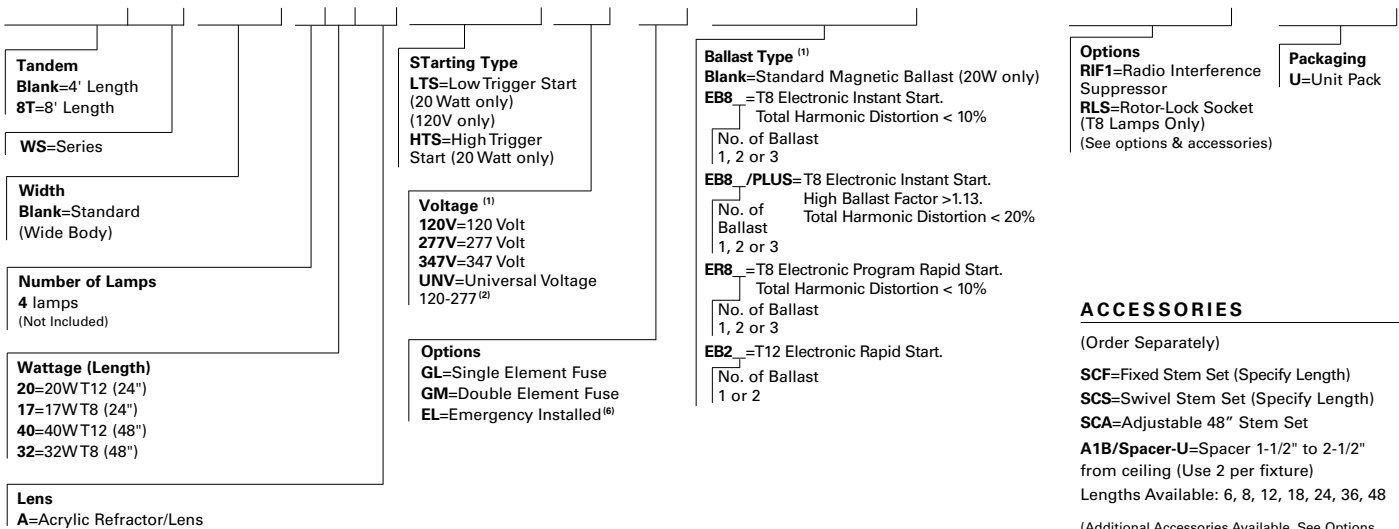 Tandem
Blank=4' Length
8T=8' Length
WS=Series
Width
Blank=Standard
(Wide Body)
Number of Lamps
4 lamps
(Not Included)
Wattage (Length)
20=20W T12 (24")
17=17W T8 (24")
40=40W T12 (48")
32=32W T8 (48")
Lens
A=Acrylic Refractor/Lens
STarting Type
LTS=Low Trigger Start
(20 Watt only)
(120V only)
HTS=High Trigger
Start (20 Watt only)
Voltage (1)
120V=120 Volt
277V=277 Volt
347V=347 Volt
UNV=Universal Voltage
120-277 (2)
Options
GL=Single Element Fuse
GM=Double Element Fuse
EL=Emergency Installed (6)
Ballast Type (1)
Blank=Standard Magnetic Ballast (20W only)
EB8_=T8 Electronic Instant Start.
Total Harmonic Distortion < 10%
No. of Ballast
1, 2 or 3
EB8_/PLUS= T8 Electronic Instant Start.
High Ballast Factor >1.13.
Total Harmonic Distortion < 20%
No. of
Ballast
1, 2 or 3
ER8_=T8 Electronic Program Rapid Start.
Total Harmonic Distortion < 10%
No. of Ballast
1, 2 or 3
EB2_=T12 Electronic Rapid Start.
No. of Ballast
1 or 2
Options
RIF1=Radio Interference
Suppressor
RLS=Rotor-Lock Socket
(T8 Lamps Only)
(See options & accessories)
Packaging
U=Unit Pack
ACCESSORIES
(Order Separately)
SCF=Fixed Stem Set (Specify Length)
SCS=Swivel Stem Set (Specify Length)
SCA=Adjustable 48" Stem Set
A1B/Spacer-U=Spacer 1-1/2" to 2-1/2"
from ceiling (Use 2 per fixture)
Lengths Available: 6, 8, 12, 18, 24, 36, 48
(Additional Accessories Available, See Options